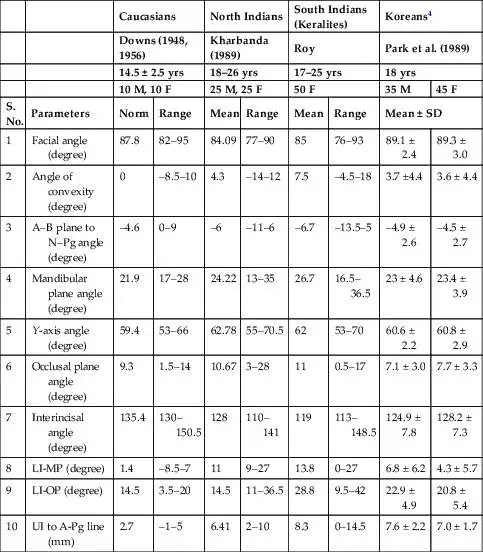 Caucasians North Indians South Indians (Keralites) Koreans4
Downs (1948, 1956) Kharbanda (1989) Roy Park et al. (1989)
14.5 ± 2.5 yrs 18–26 yrs 17–25 yrs 18 yrs
10 M, 10 F 25 M, 25 F 50 F 35 M 45 F
S. No. Parameters Norm Range Mean Range Mean Range Mean ± SD
1 Facial angle (degree) 87.8 82–95 84.09 77–90 85 76–93 89.1 ± 2.4 89.3 ± 3.0
2 Angle of convexity (degree) 0 –8.5–10 4.3 –14–12 7.5 –4.5–18 3.7 ±4.4 3.6 ± 4.4
3 A–B plane to N–Pg angle (degree) –4.6 0–9 –6 –11–6 –6.7 –13.5–5 –4.9 ± 2.6 –4.5 ± 2.7
4 Mandibular plane angle (degree) 21.9 17–28 24.22 13–35 26.7 16.5–36.5 23 ± 4.6 23.4 ± 3.9
5 Y-axis angle (degree) 59.4 53–66 62.78 55–70.5 62 53–70 60.6 ± 2.2 60.8 ± 2.9
6 Occlusal plane angle (degree) 9.3 1.5–14 10.67 3–28 11 0.5–17 7.1 ± 3.0 7.7 ± 3.3
7 Interincisal angle (degree) 135.4 130–150.5 128 110–141 119 113–148.5 124.9 ± 7.8 128.2 ± 7.3
8 LI-MP (degree) 1.4 –8.5–7 11 9–27 13.8 0–27 6.8 ± 6.2 4.3 ± 5.7
9 LI-OP (degree) 14.5 3.5–20 14.5 11–36.5 28.8 9.5–42 22.9 ± 4.9 20.8 ± 5.4
10 UI to A-Pg line (mm) 2.7 –1–5 6.41 2–10 8.3 0–14.5 7.6 ± 2.2 7.0 ± 1.7